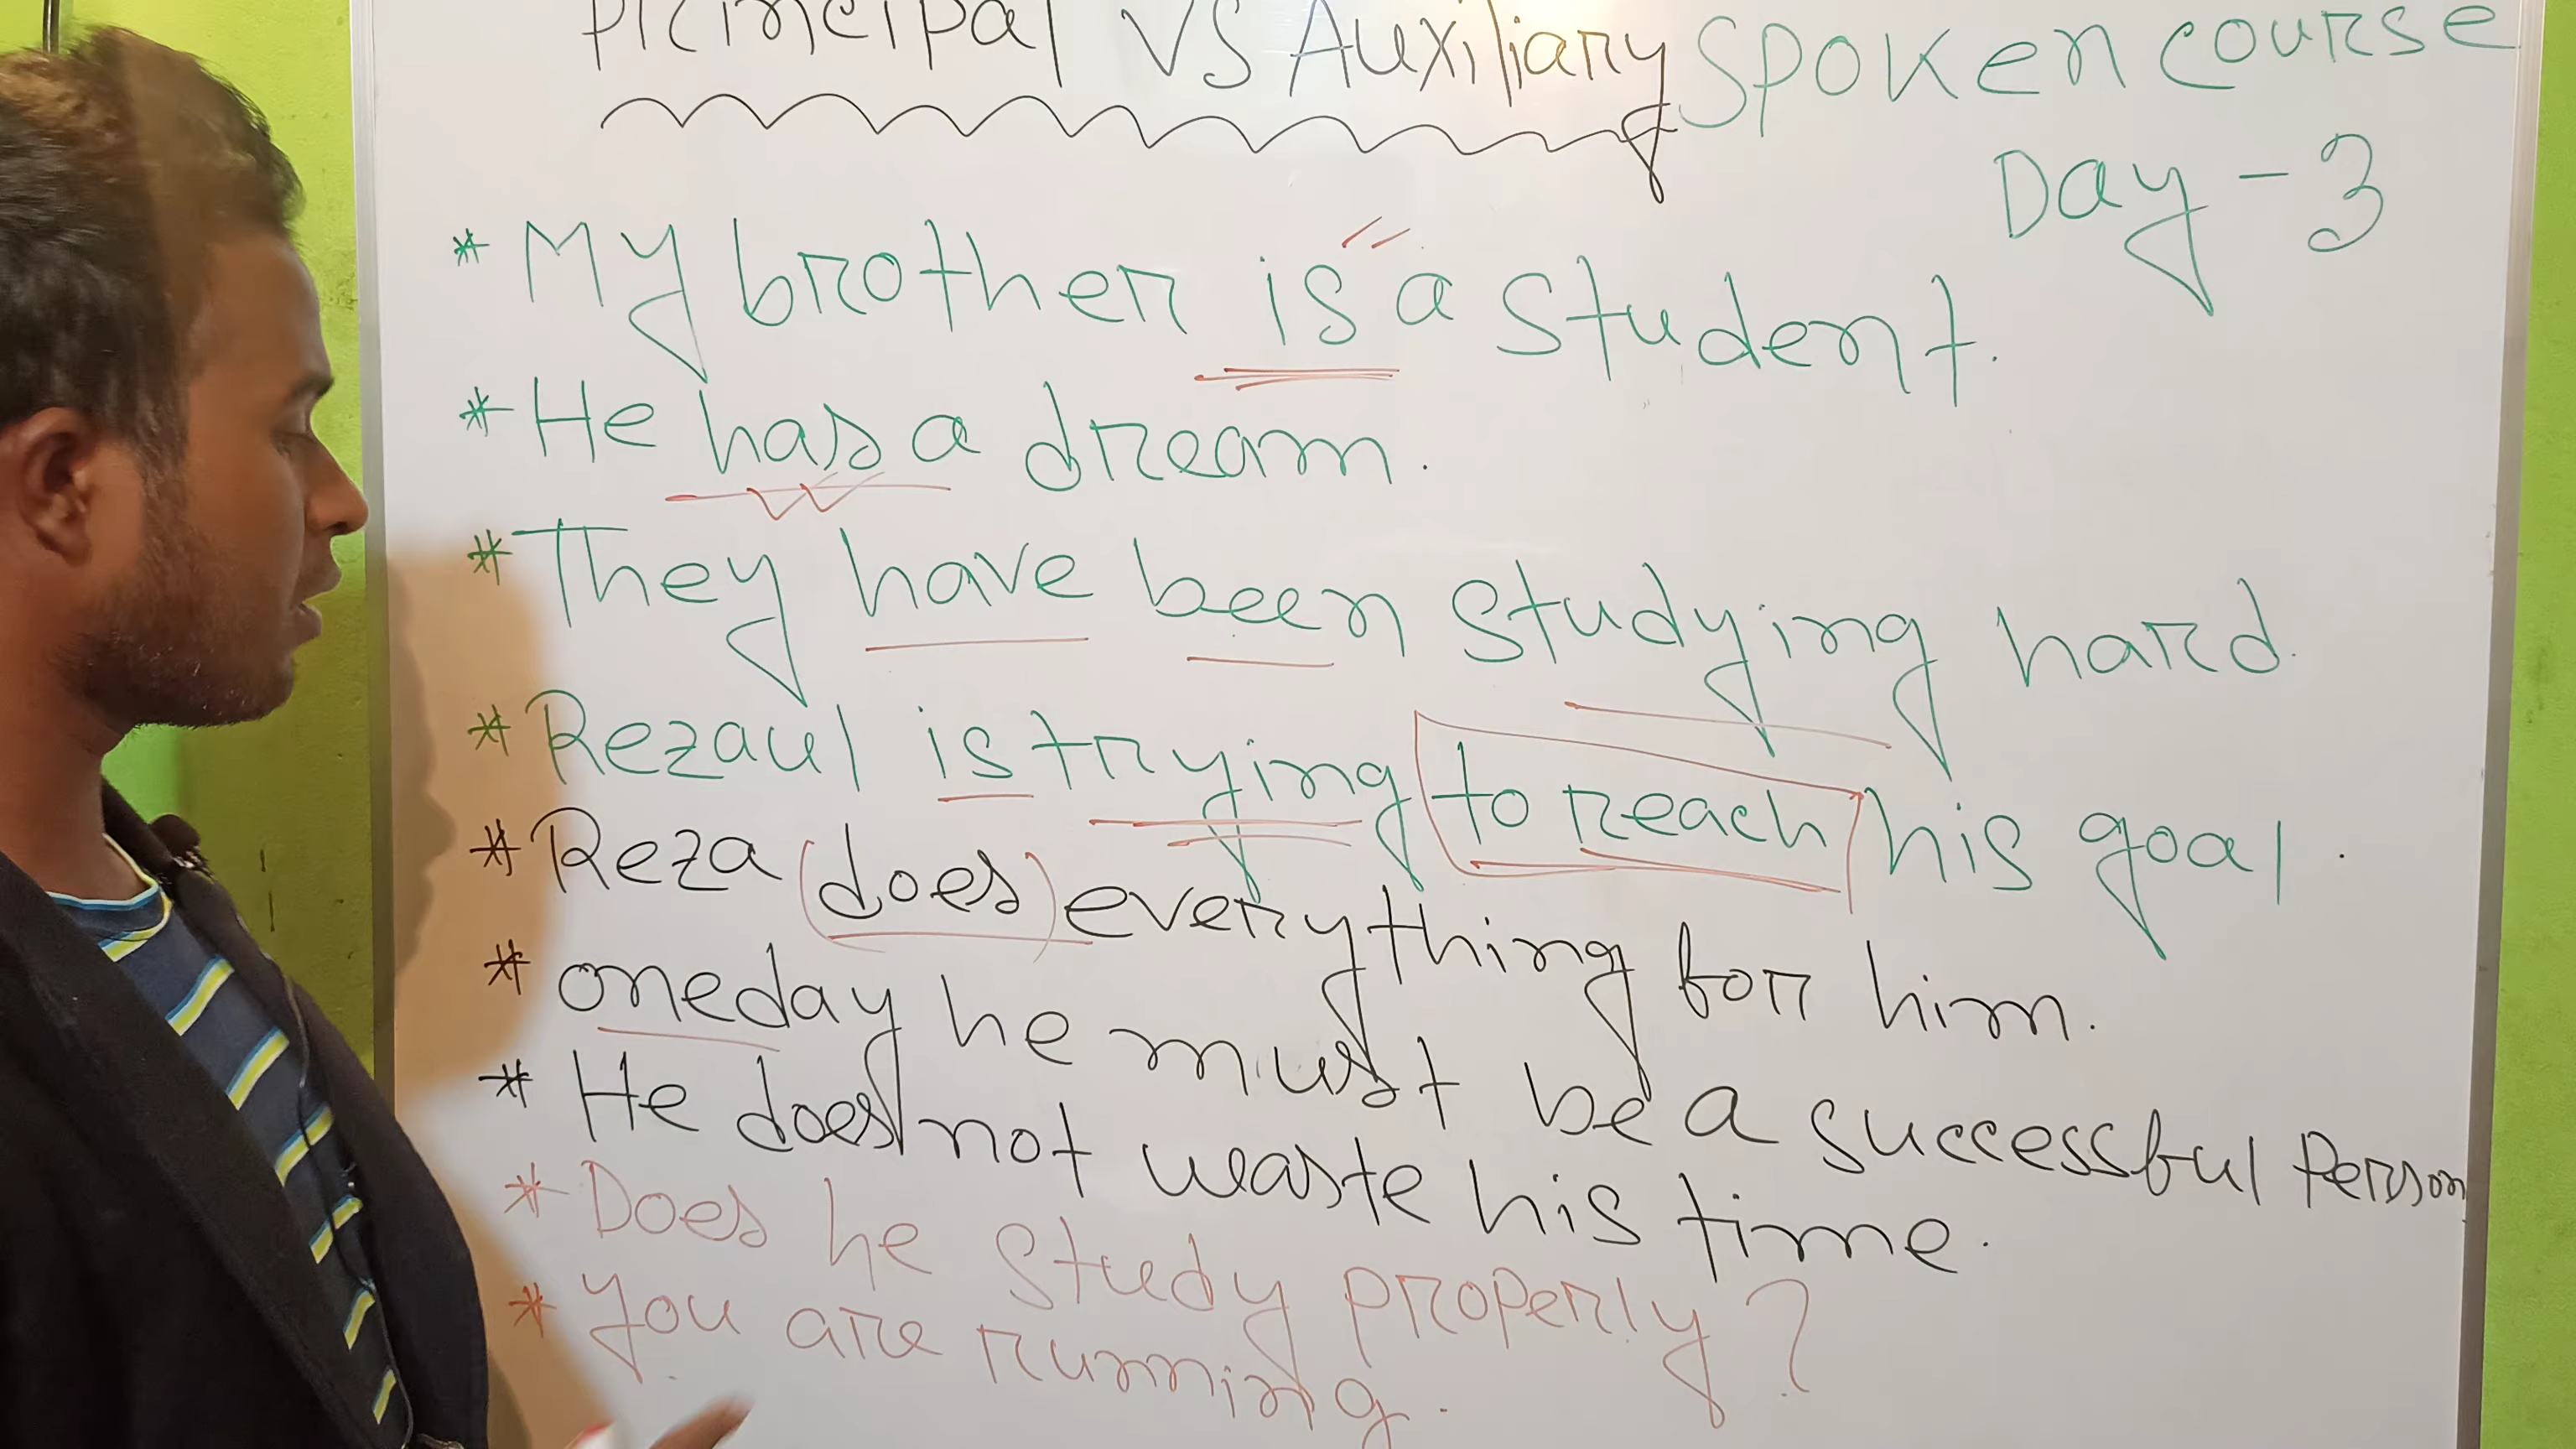 Principal VS Auxiliary
Spoken course
Day - 3
* My brother is a student.
* He has a dream.
* They have been studying hard.
* Rezaul is trying to reach his goal.
* Reza (does) everything for him.
* oneday he must be a successful person
* He does not waste his time.
* Does he study properly?
* You are running.